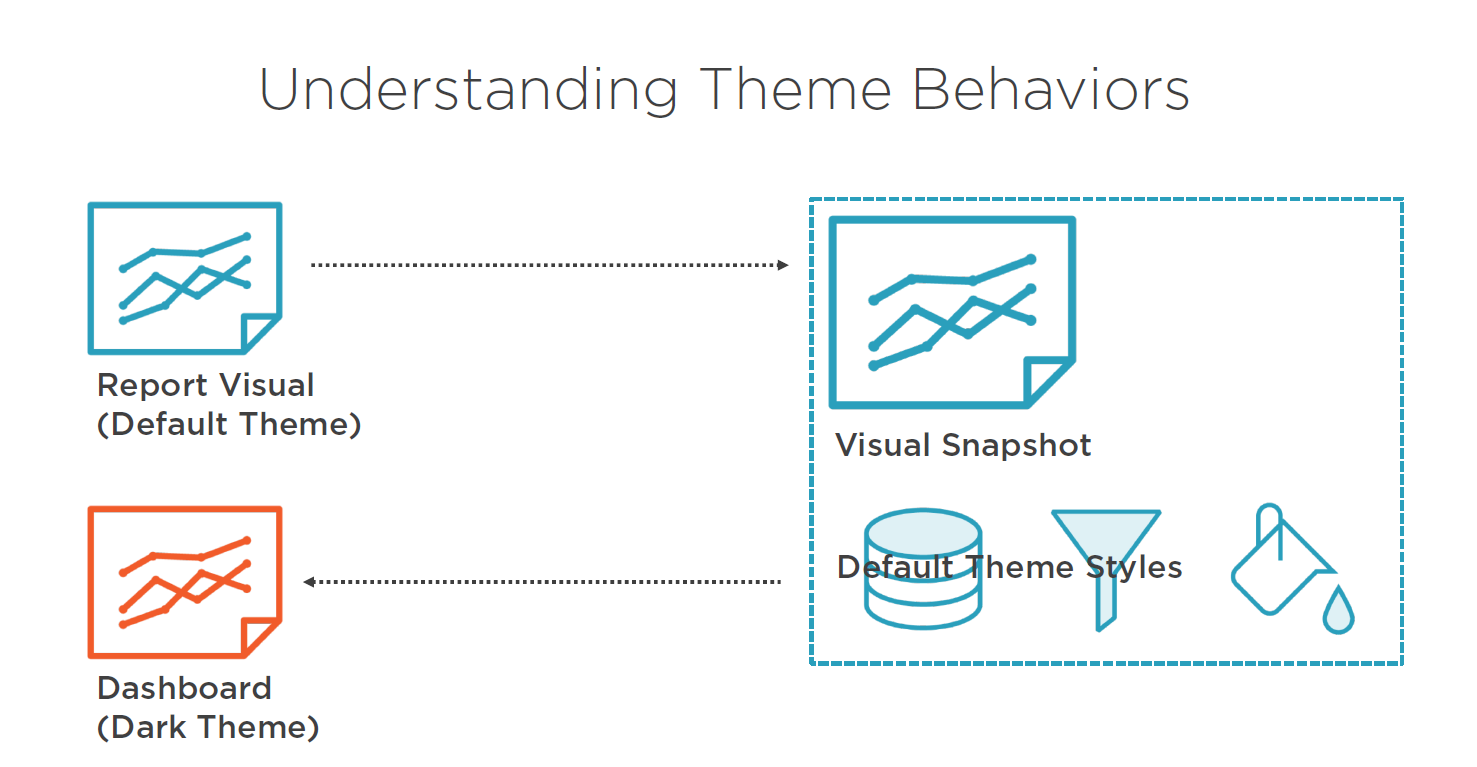 Understanding Theme Behaviors
Report Visual
(Default Theme)
Visual Snapshot
Default Theme Styles
Dashboard
(Dark Theme)